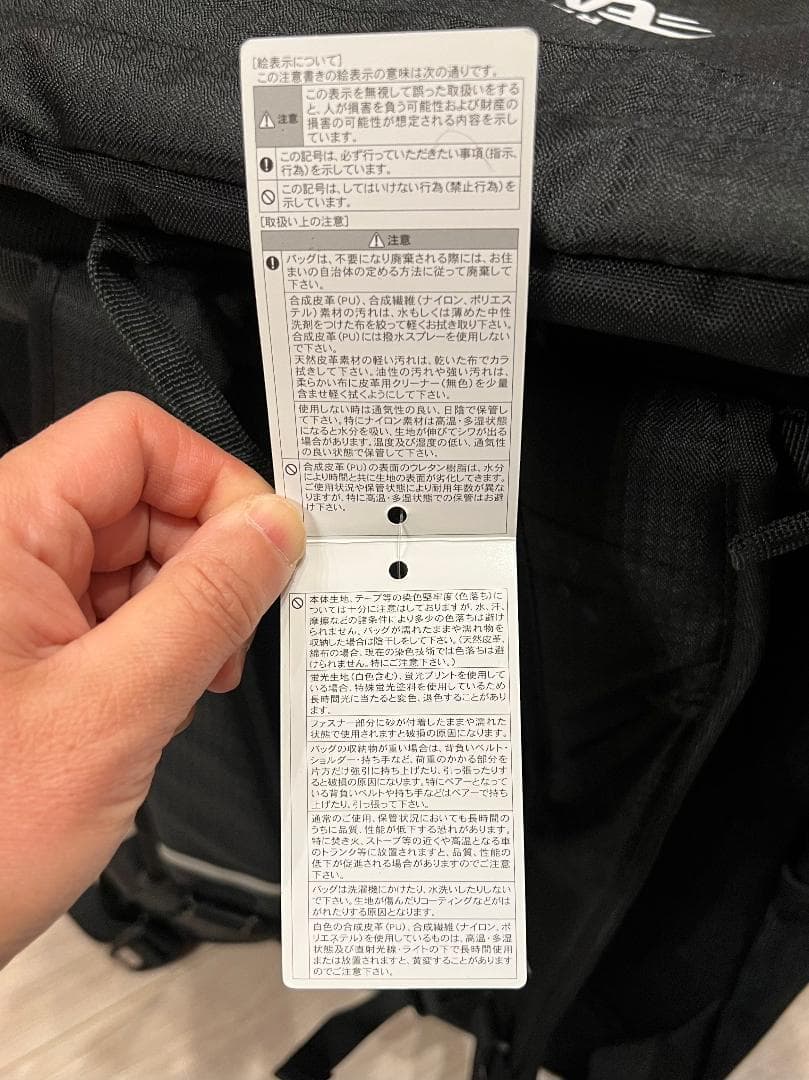 [絵表示について]
この注意書きの絵表示の意味は次の通りです。
注意
この表示を無視して誤った取扱いをする
と、人が損害を負う可能性および財産の
損害の可能性が想定される内容を示し
ています。
この記号は、必ず行っていただきたい事項(指示、
行為)を示しています。
この記号は、してはいけない行為(禁止行為)を
示しています。
[取扱い上の注意]
注意
バッグは、不要になり廃棄される際には、お住
まいの自治体の定める方法に従って廃棄して
下さい。
合成皮革(PU)、合成繊維(ナイロン、ポリエス
テル)素材の汚れは、水もしくは薄めた中性
洗剤をつけた布を絞って軽くお拭き取り下さい。
合成皮革(PU)には撥水スプレーを使用しない
で下さい。
天然皮革素材の軽い汚れは、乾いた布でカラ
拭きして下さい。油性の汚れや強い汚れは、
柔らかい布に皮革用クリーナー(無色)を少量
含ませ軽く拭くようにして下さい。
使用しない時は通気性の良い、日陰で保管し
て下さい。特にナイロン素材は高温・多湿状態
になると水分を吸い、生地が伸びてシワが出る
場合があります。温度及び湿度の低い、通気性
の良い状態で保管して下さい。
合成皮革(PU)の表面のウレタン樹脂は、水分
により時間と共に生地の表面が劣化してきます。
ご使用状況や保管状態により耐用年数が異な
りますが、特に高温・多湿状態での保管はお避
け下さい。
本体生地、テープ等の染色堅牢度(色落ち)に
ついては十分に注意はしておりますが、水、汗、
摩擦などの諸条件により多少の色落ちは避け
られません。バッグが濡れたままや濡れ物を
収納した場合は陰干しをして下さい。(天然皮革、
綿布の場合、現在の染色技術では色落ちは避
けられません。特にご注意下さい。)
蛍光生地(白色含む)、蛍光プリントを使用して
いる場合、特殊蛍光塗料を使用しているため
長時間光に当たると変色、退色することがあり
ます。
ファスナー部分に砂が付着したままや濡れた
状態で使用されますと破損の原因になります。
バッグの収納物が重い場合は、背負いベルト・
ショルダー・持ち手など、荷重のかかる部分を
片方だけ強引に持ち上げたり、引っ張ったりす
ると破損の原因になります。特にペアーとなって
いる背負いベルトや持ち手などはペアーで持ち
上げたり、引っ張って下さい。
通常のご使用、保管状況においても長時間の
うちに品質、性能が低下する恐れがあります。
特に焚き火、ストーブ等の近くや高温となる車
のトランク等に放置されますと、品質、性能の
低下が促進される場合がありますのでご注意
下さい。
バッグは洗濯機にかけたり、水洗いしたりしない
で下さい。生地が傷んだりコーティングなどがは
がれたりする原因となります。
白色の合成皮革(PU)、合成繊維(ナイロン、ポ
リエステル)を使用しているものは、高温・多湿
状態及び直射光線・ライトの下で長時間使用
または放置されますと、黄変することがあります
のでご注意下さい。